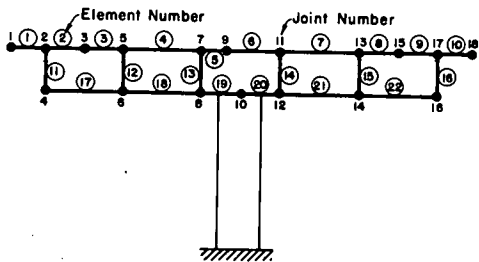 Element Number
Joint Number
1 1 2 2 3 3 5 4 7 5 9 6 11 7 13 8 15 9 17 10 18
11 12 13 14 15 16
17 18 19 20 21 22
4 6 8 10 12 14 16